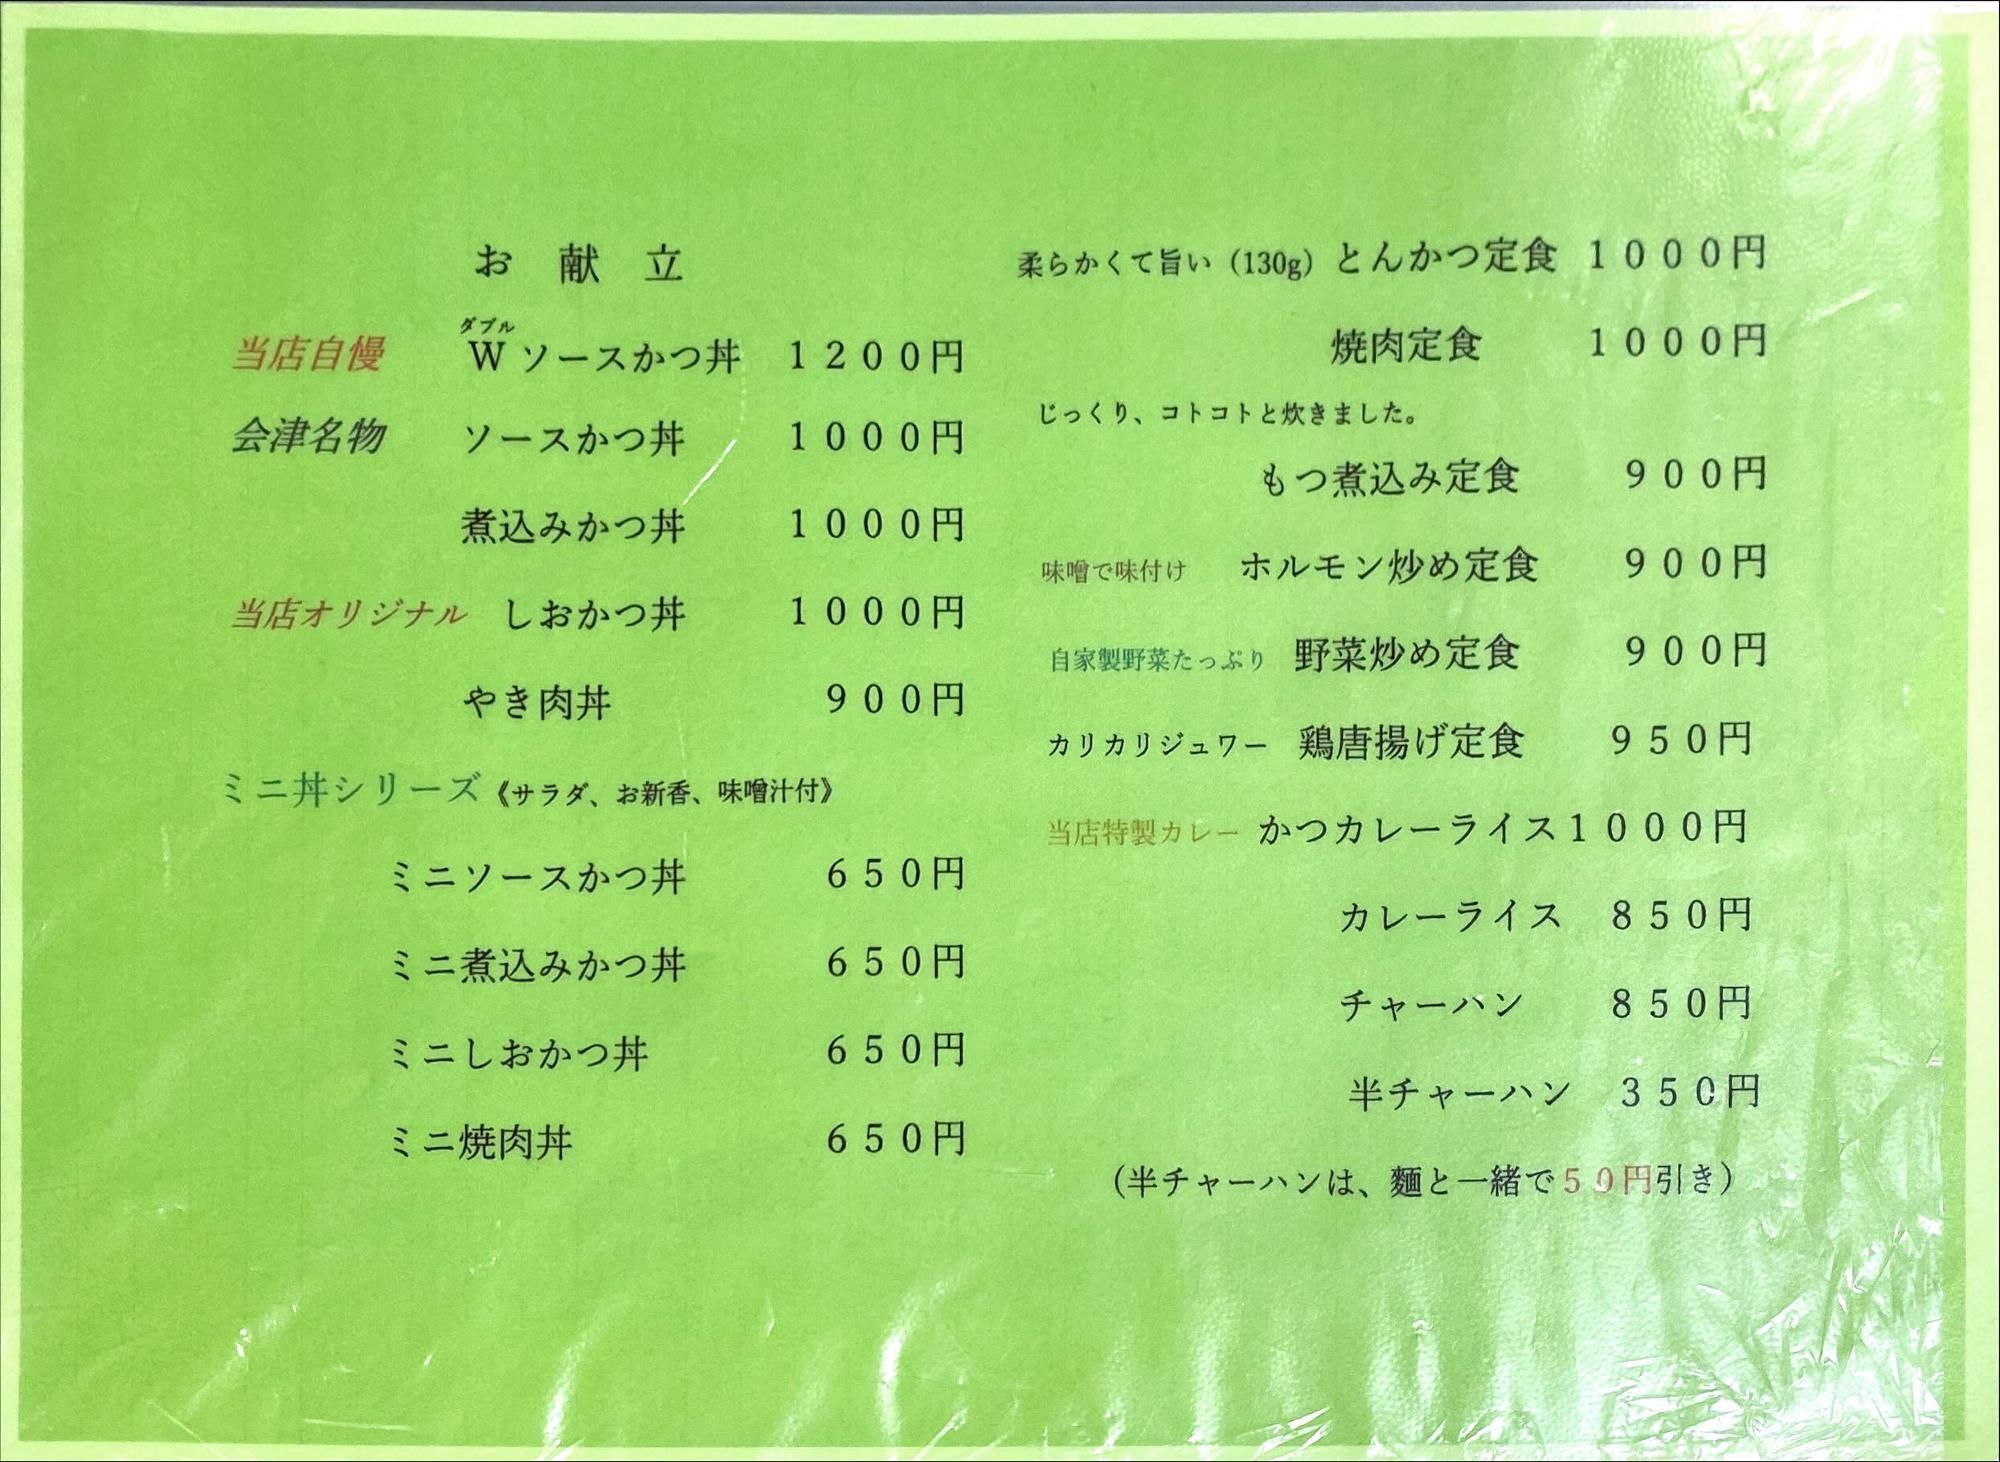 お 献 立
ダブル
当店自慢 Wソースかつ丼 1200円
会津名物 ソースかつ丼 1000円
煮込みかつ丼 1000円
当店オリジナル しおかつ丼 1000円
やき肉丼 900円
ミニ丼シリーズ《サラダ、お新香、味噌汁付》
ミニソースかつ丼 650円
ミニ煮込みかつ丼 650円
ミニしおかつ丼 650円
ミニ焼肉丼 650円
柔らかくて旨い（130g）とんかつ定食 1000円
焼肉定食 1000円
じっくり、コトコトと炊きました。
もつ煮込み定食 900円
味噌で味付け ホルモン炒め定食 900円
自家製野菜たっぷり 野菜炒め定食 900円
カリカリジュワー 鶏唐揚げ定食 950円
当店特製カレー かつカレーライス1000円
カレーライス 850円
チャーハン 850円
半チャーハン 350円
（半チャーハンは、麺と一緒で50円引き）